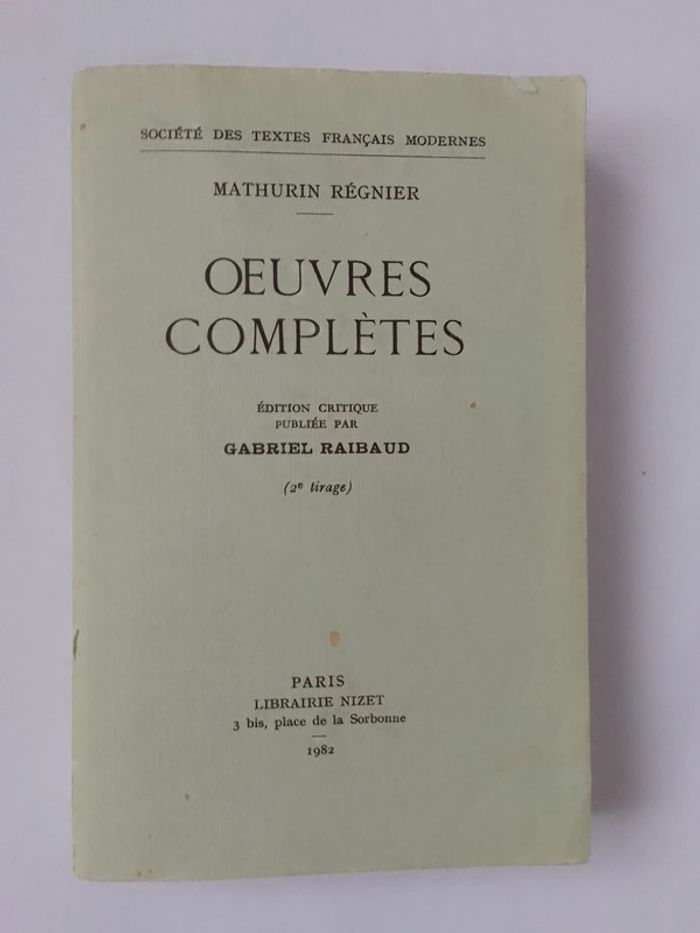 SOCIÉTÉ DES TEXTES FRANÇAIS MODERNES
MATHURIN RÉGNIER
OEUVRES
COMPLÈTES
ÉDITION CRITIQUE
PUBLIÉE PAR
GABRIEL RAIBAUD
(2e tirage)
PARIS
LIBRAIRIE NIZET
3 bis, place de la Sorbonne
1982